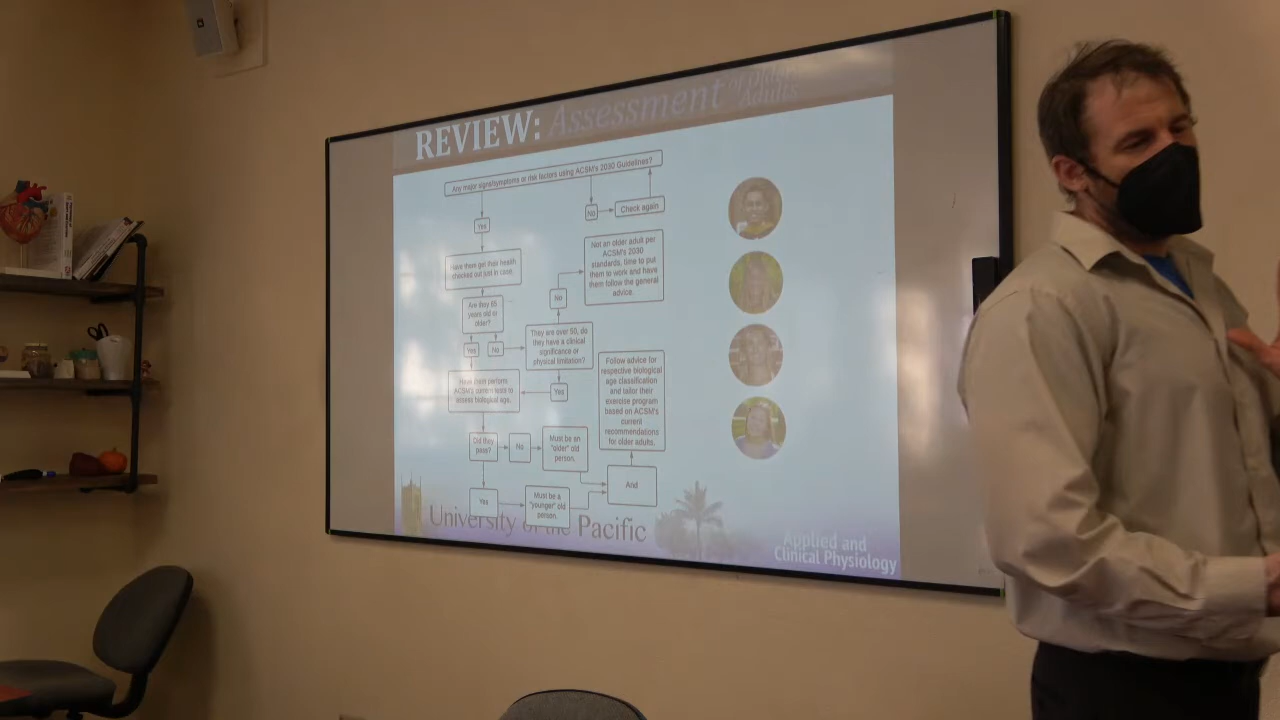 REVIEW: Assessment of Older Adults
Any major signs/symptoms or risk factors using ACSM's 2030 Guidelines?
No
Check again
Yes
Have them get their health
checked out just in case.
Not an older adult per
ACSM's 2030
standards, time to put
them to work and have
them follow the general
advice.
No
Are they 65
years old or
older?
Yes
No
They are over 50, do
they have a clinical
significance or
physical limitation?
Yes
Have them perform
ACSM's current tests to
assess biological age.
Follow advice for
respective biological
age classification
and tailor their
exercise program
based on ACSM's
current
recommendations
for older adults.
Did they
pass?
No
Must be an
"older" old
person.
And
Yes
Must be a
"younger" old
person.
University of the Pacific
Applied and
Clinical Physiology